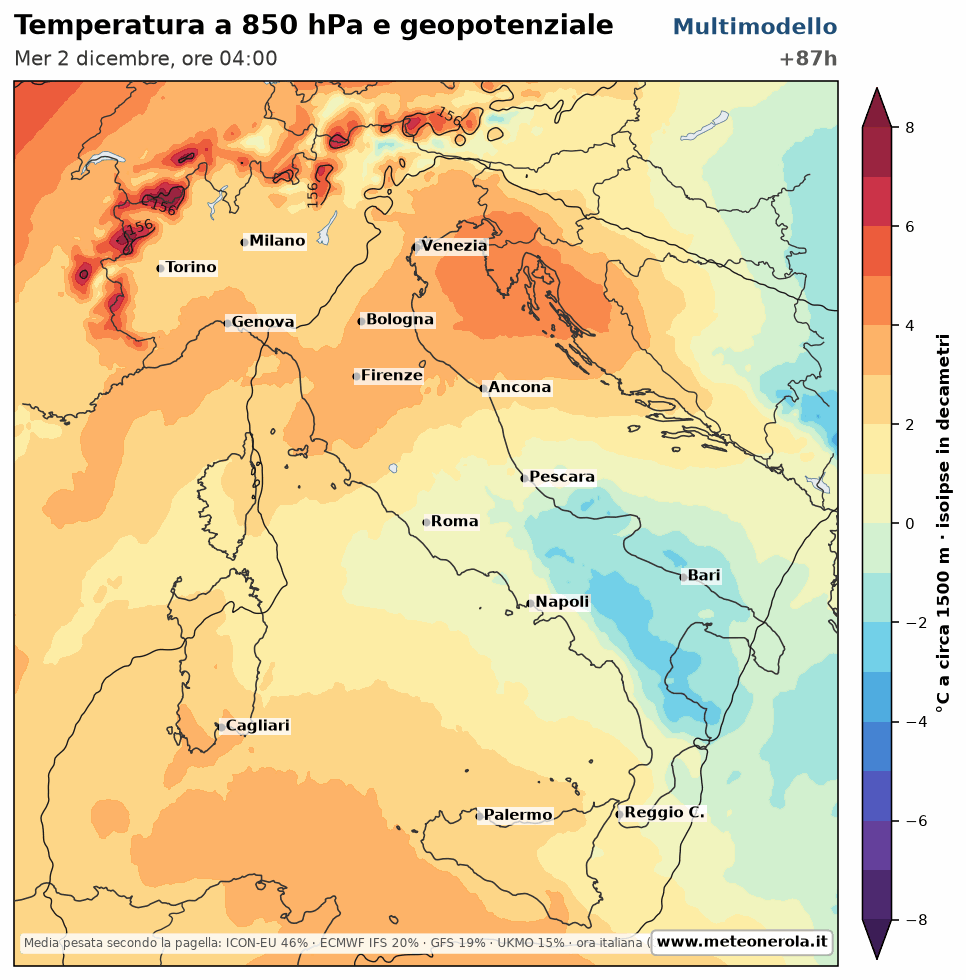 Temperatura a 850 hPa e geopotenziale
Multimodello
Mer 2 dicembre, ore 04:00
+87h
156
156
156
156
Milano
Venezia
Torino
Genova
Bologna
Firenze
Ancona
Pescara
Roma
Bari
Napoli
Cagliari
Palermo
Reggio C.
8
6
4
2
0
−2
−4
−6
−8
°C a circa 1500 m · isoipse in decametri
Media pesata secondo la pagella: ICON-EU 46% · ECMWF IFS 20% · GFS 19% · UKMO 15% · ora italiana (
www.meteonerola.it